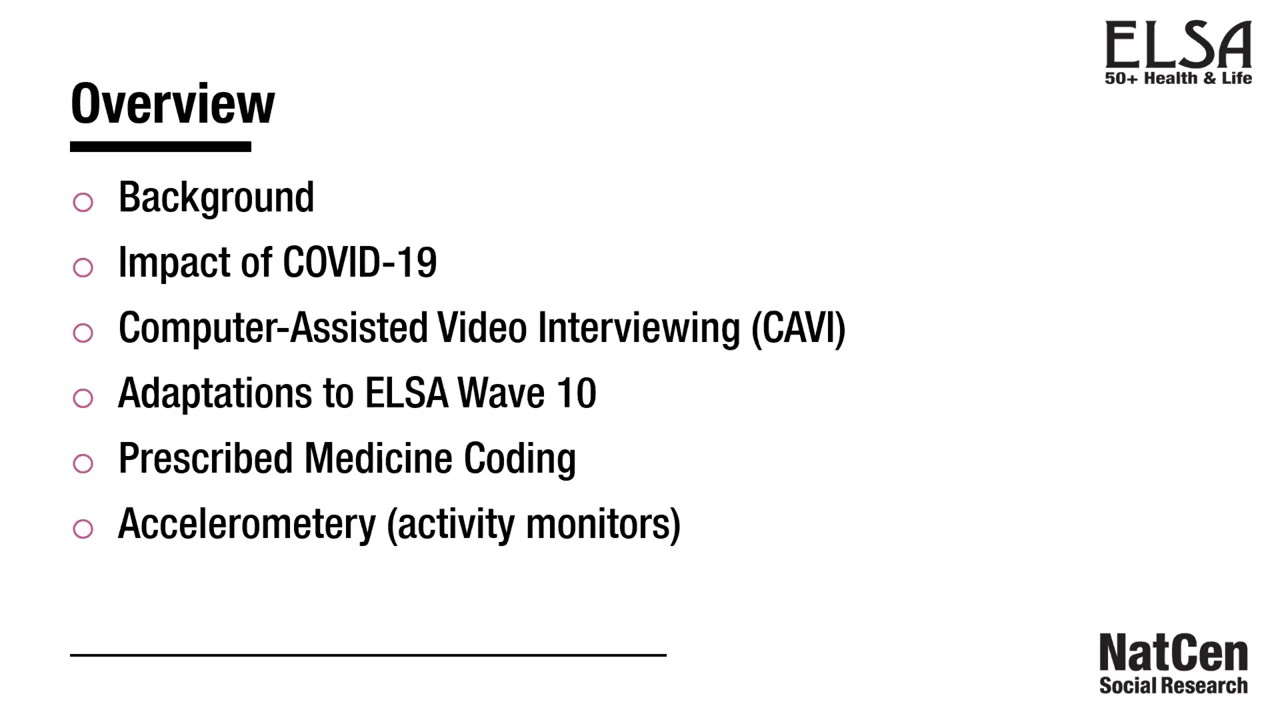 ELSA
50+ Health & Life
Overview
Background
Impact of COVID-19
Computer-Assisted Video Interviewing (CAVI)
Adaptations to ELSA Wave 10
Prescribed Medicine Coding
Accelerometery (activity monitors)
NatCen
Social Research